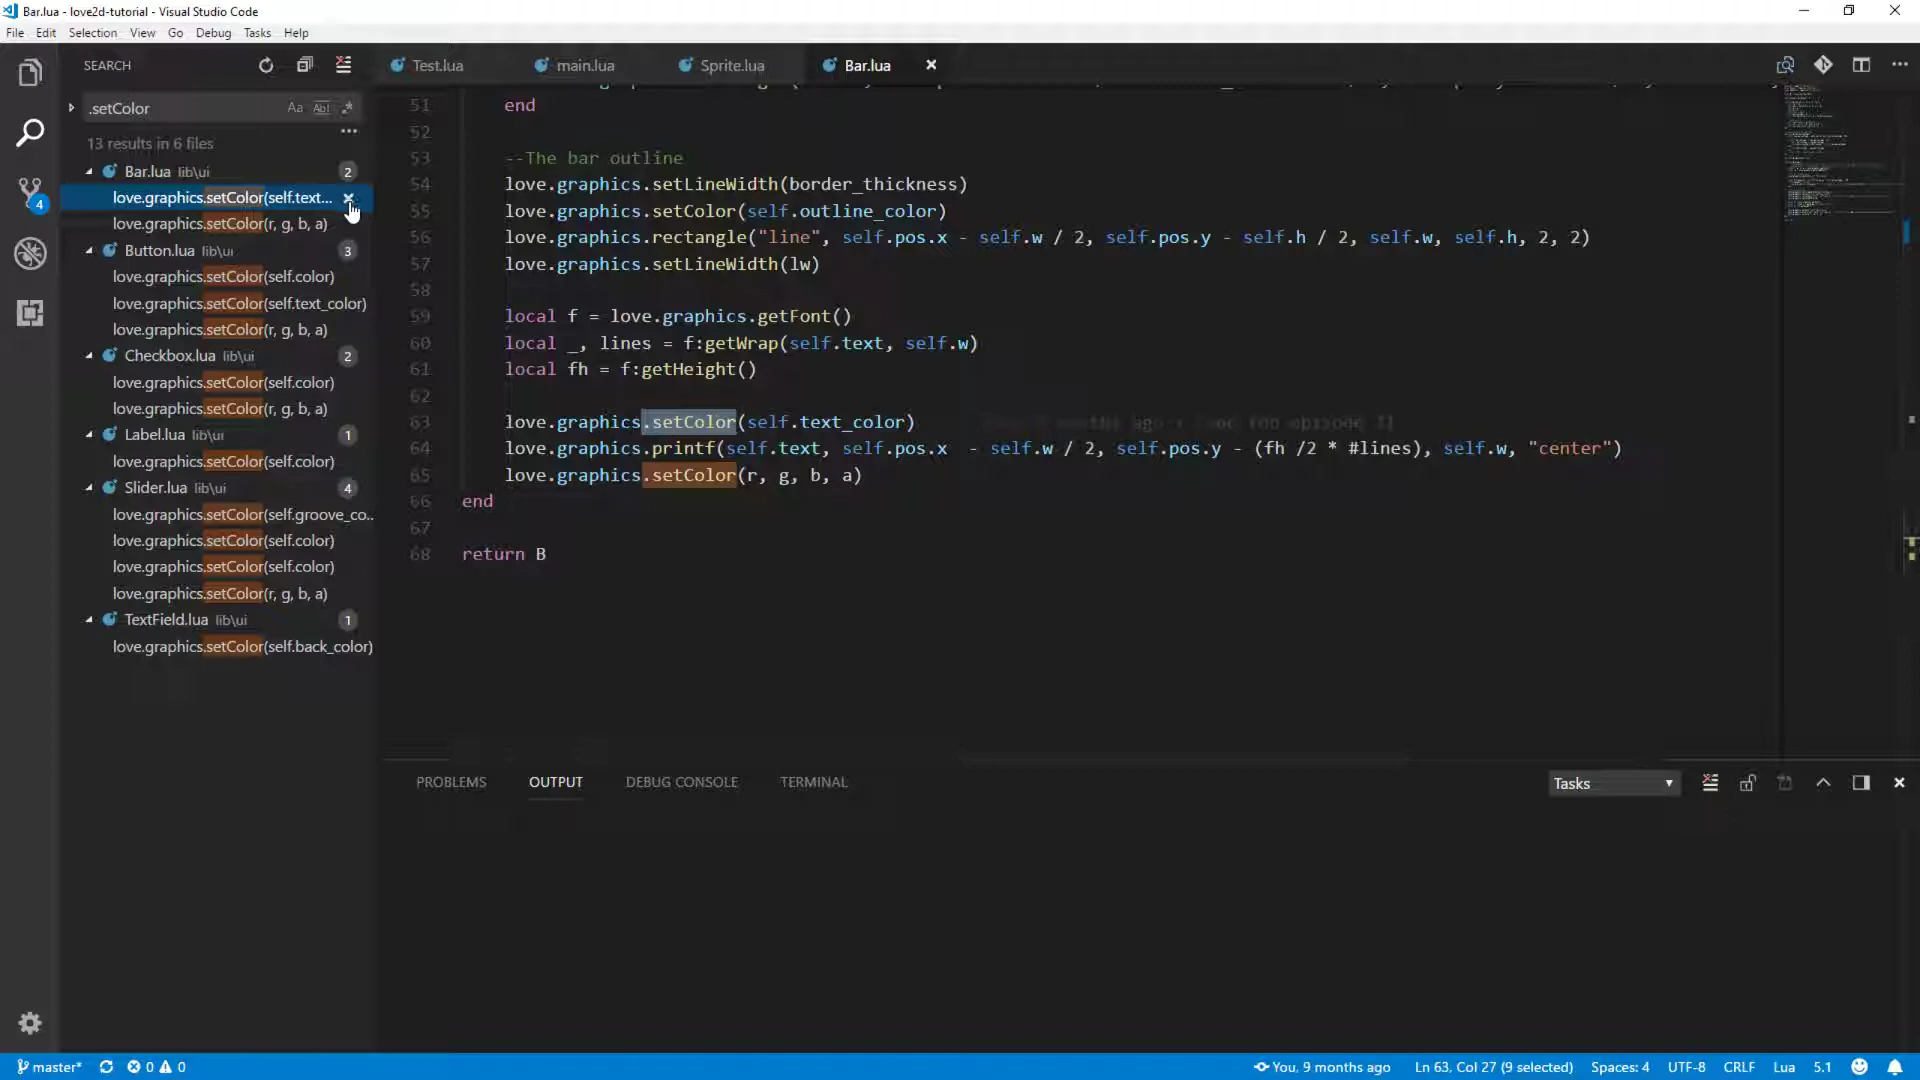 Bar.lua - love2d-tutorial - Visual Studio Code
File Edit Selection View Go Debug Tasks Help
SEARCH
Test.lua main.lua Sprite.lua Bar.lua
.setColor Aa Abl .*
13 results in 6 files
Bar.lua lib\ui 2
love.graphics.setColor(self.text...
love.graphics.setColor(r, g, b, a)
Button.lua lib\ui 3
love.graphics.setColor(self.color)
love.graphics.setColor(self.text_color)
love.graphics.setColor(r, g, b, a)
Checkbox.lua lib\ui 2
love.graphics.setColor(self.color)
love.graphics.setColor(r, g, b, a)
Label.lua lib\ui 1
love.graphics.setColor(self.color)
Slider.lua lib\ui 4
love.graphics.setColor(self.groove_co...
love.graphics.setColor(self.color)
love.graphics.setColor(self.color)
love.graphics.setColor(r, g, b, a)
TextField.lua lib\ui 1
love.graphics.setColor(self.back_color)
4
51 end
52
53 --The bar outline
54 love.graphics.setLineWidth(border_thickness)
55 love.graphics.setColor(self.outline_color)
56 love.graphics.rectangle("line", self.pos.x - self.w / 2, self.pos.y - self.h / 2, self.w, self.h, 2, 2)
57 love.graphics.setLineWidth(lw)
58
59 local f = love.graphics.getFont()
60 local _, lines = f:getWrap(self.text, self.w)
61 local fh = f:getHeight()
62
63 love.graphics.setColor(self.text_color) months ago
64 love.graphics.printf(self.text, self.pos.x - self.w / 2, self.pos.y - (fh /2 * #lines), self.w, "center")
65 love.graphics.setColor(r, g, b, a)
66 end
67
68 return B
PROBLEMS OUTPUT DEBUG CONSOLE TERMINAL Tasks
master* 0 0 You, 9 months ago Ln 63, Col 27 (9 selected) Spaces: 4 UTF-8 CRLF Lua 5.1